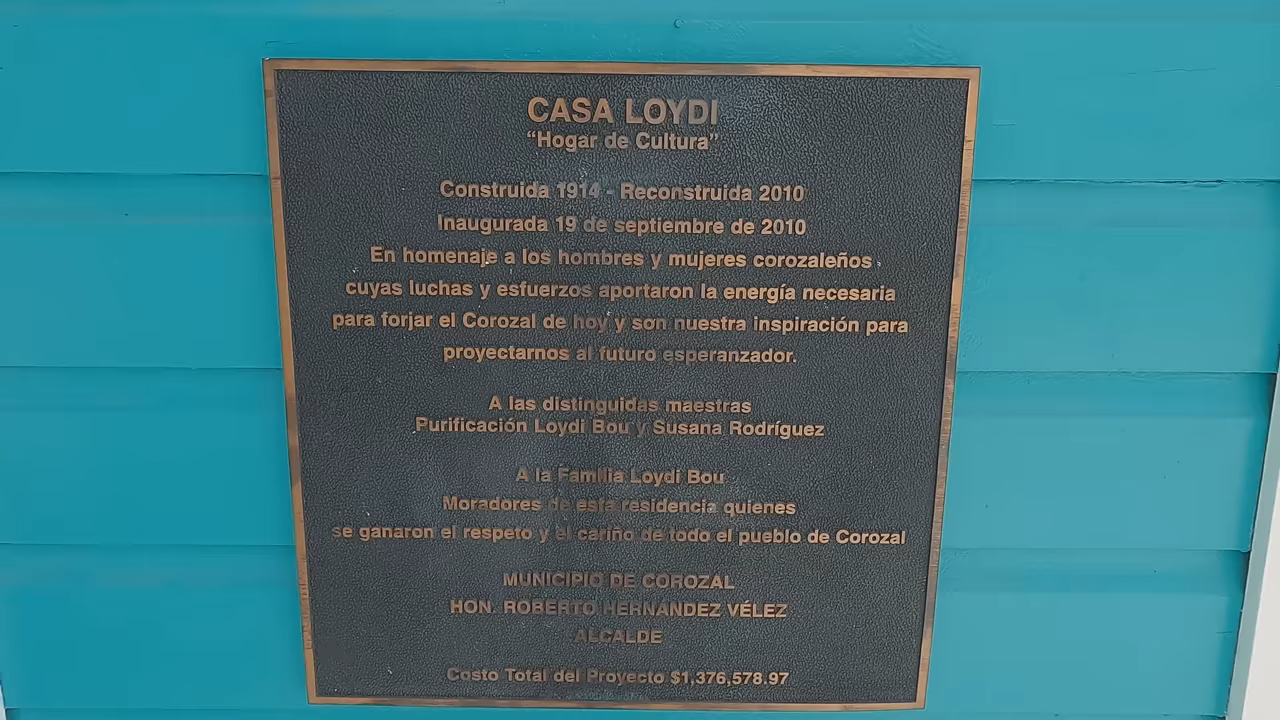 CASA LOYDI
“Hogar de Cultura”
Construida 1914 - Reconstruida 2010
Inaugurada 19 de septiembre de 2010
En homenaje a los hombres y mujeres corozaleños
cuyas luchas y esfuerzos aportaron la energía necesaria
para forjar el Corozal de hoy y son nuestra inspiración para
proyectarnos al futuro esperanzador.
A las distinguidas maestras
Purificación Loydi Bou y Susana Rodríguez
A la Familia Loydi Bou
Moradores de esta residencia quienes
se ganaron el respeto y el cariño de todo el pueblo de Corozal
MUNICIPIO DE COROZAL
HON. ROBERTO HERNÁNDEZ VÉLEZ
ALCALDE
Costo Total del Proyecto $1,376,578.97